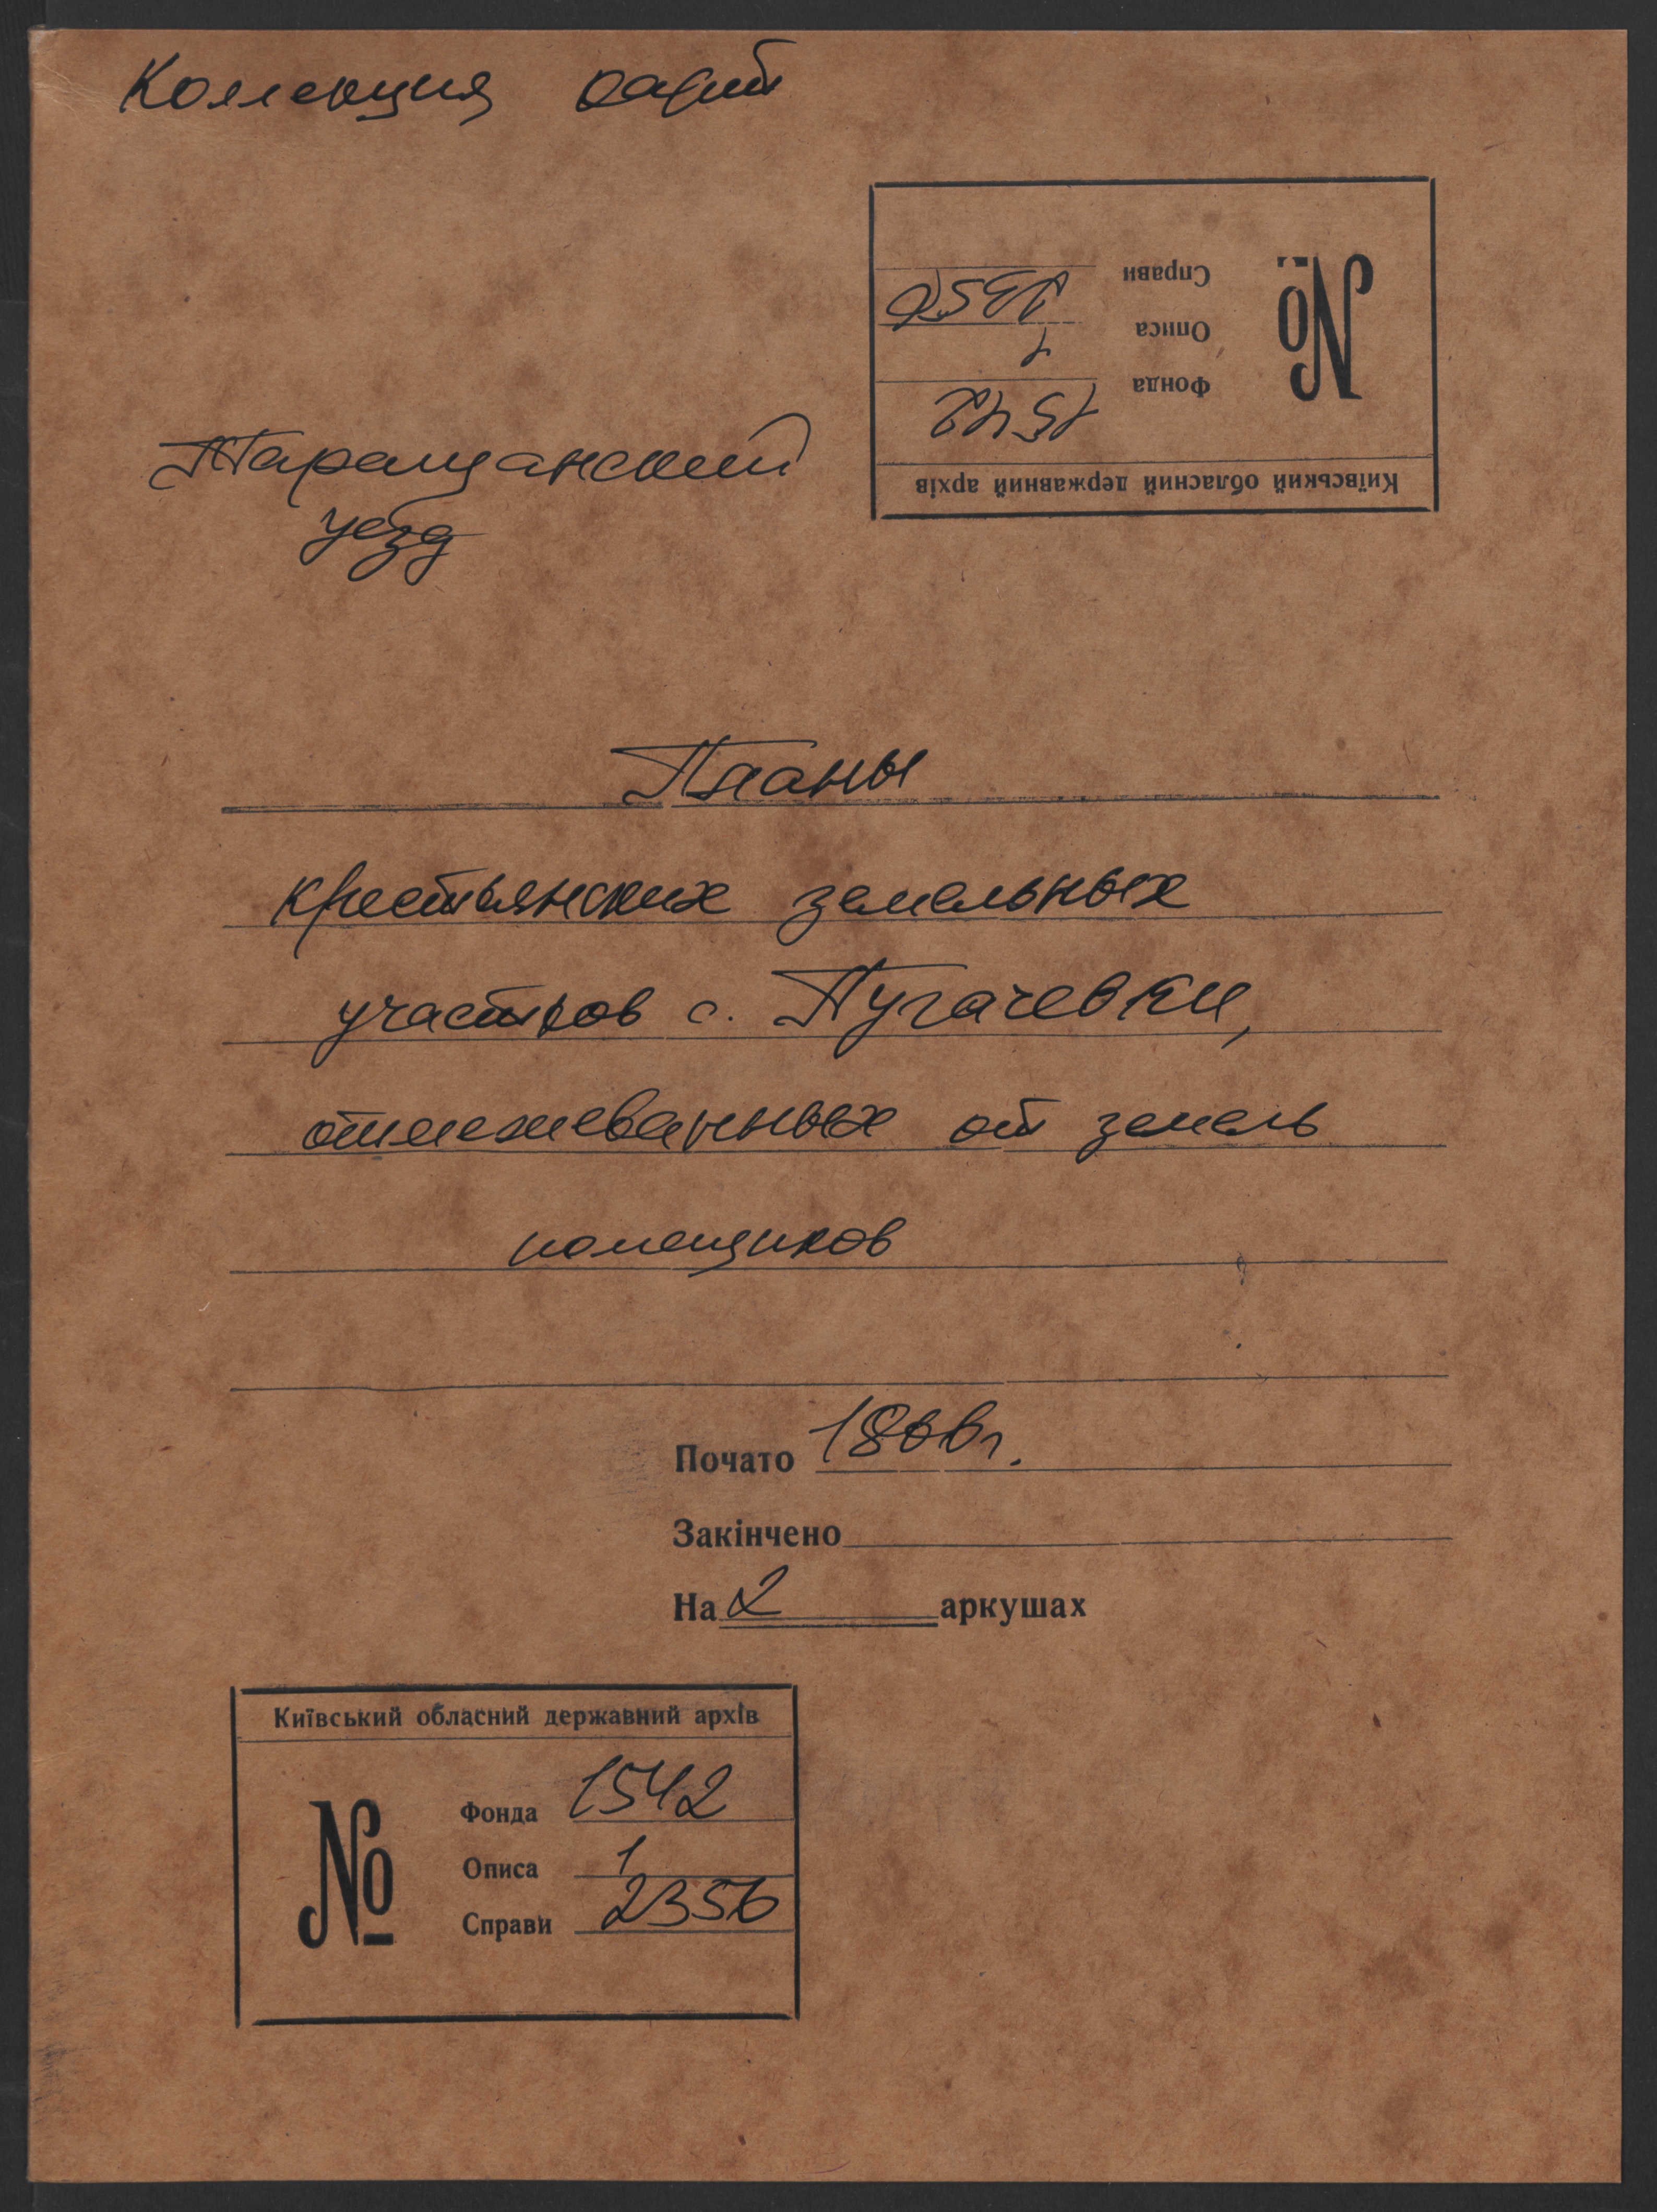 Коллекция карт
Справи 2356
Описа 1
Фонда 1542
№
Київський обласний державний архів
Таращанский
уезд
Планы
крестьянских земельных
участков с. Пугачевки,
отмежеванных от земель
помещиков
Почато 1866г.
Закінчено
На 2 аркушах
Київський обласний державний архів
№
Фонда 1542
Описа 1
Справи 2356